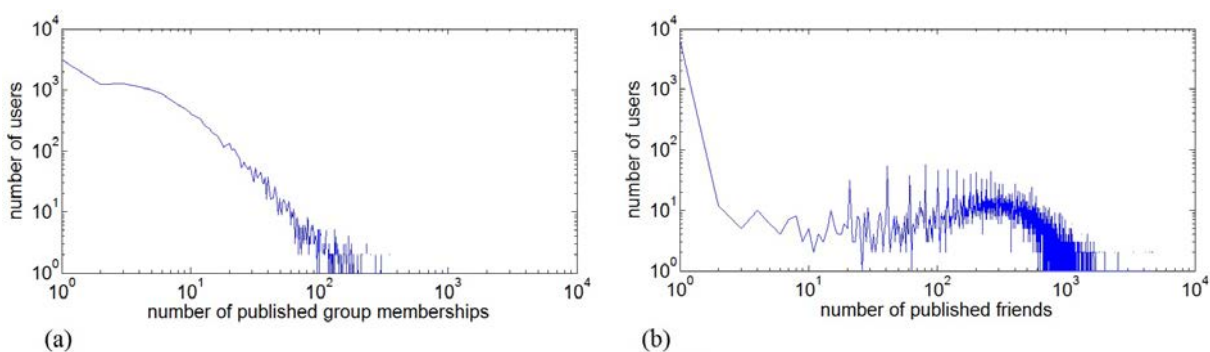 10^4
10^3
10^2
10^1
10^0
number of users
10^0 10^1 10^2 10^3 10^4
number of published group memberships
(a)
10^4
10^3
10^2
10^1
10^0
number of users
10^0 10^1 10^2 10^3 10^4
number of published friends
(b)